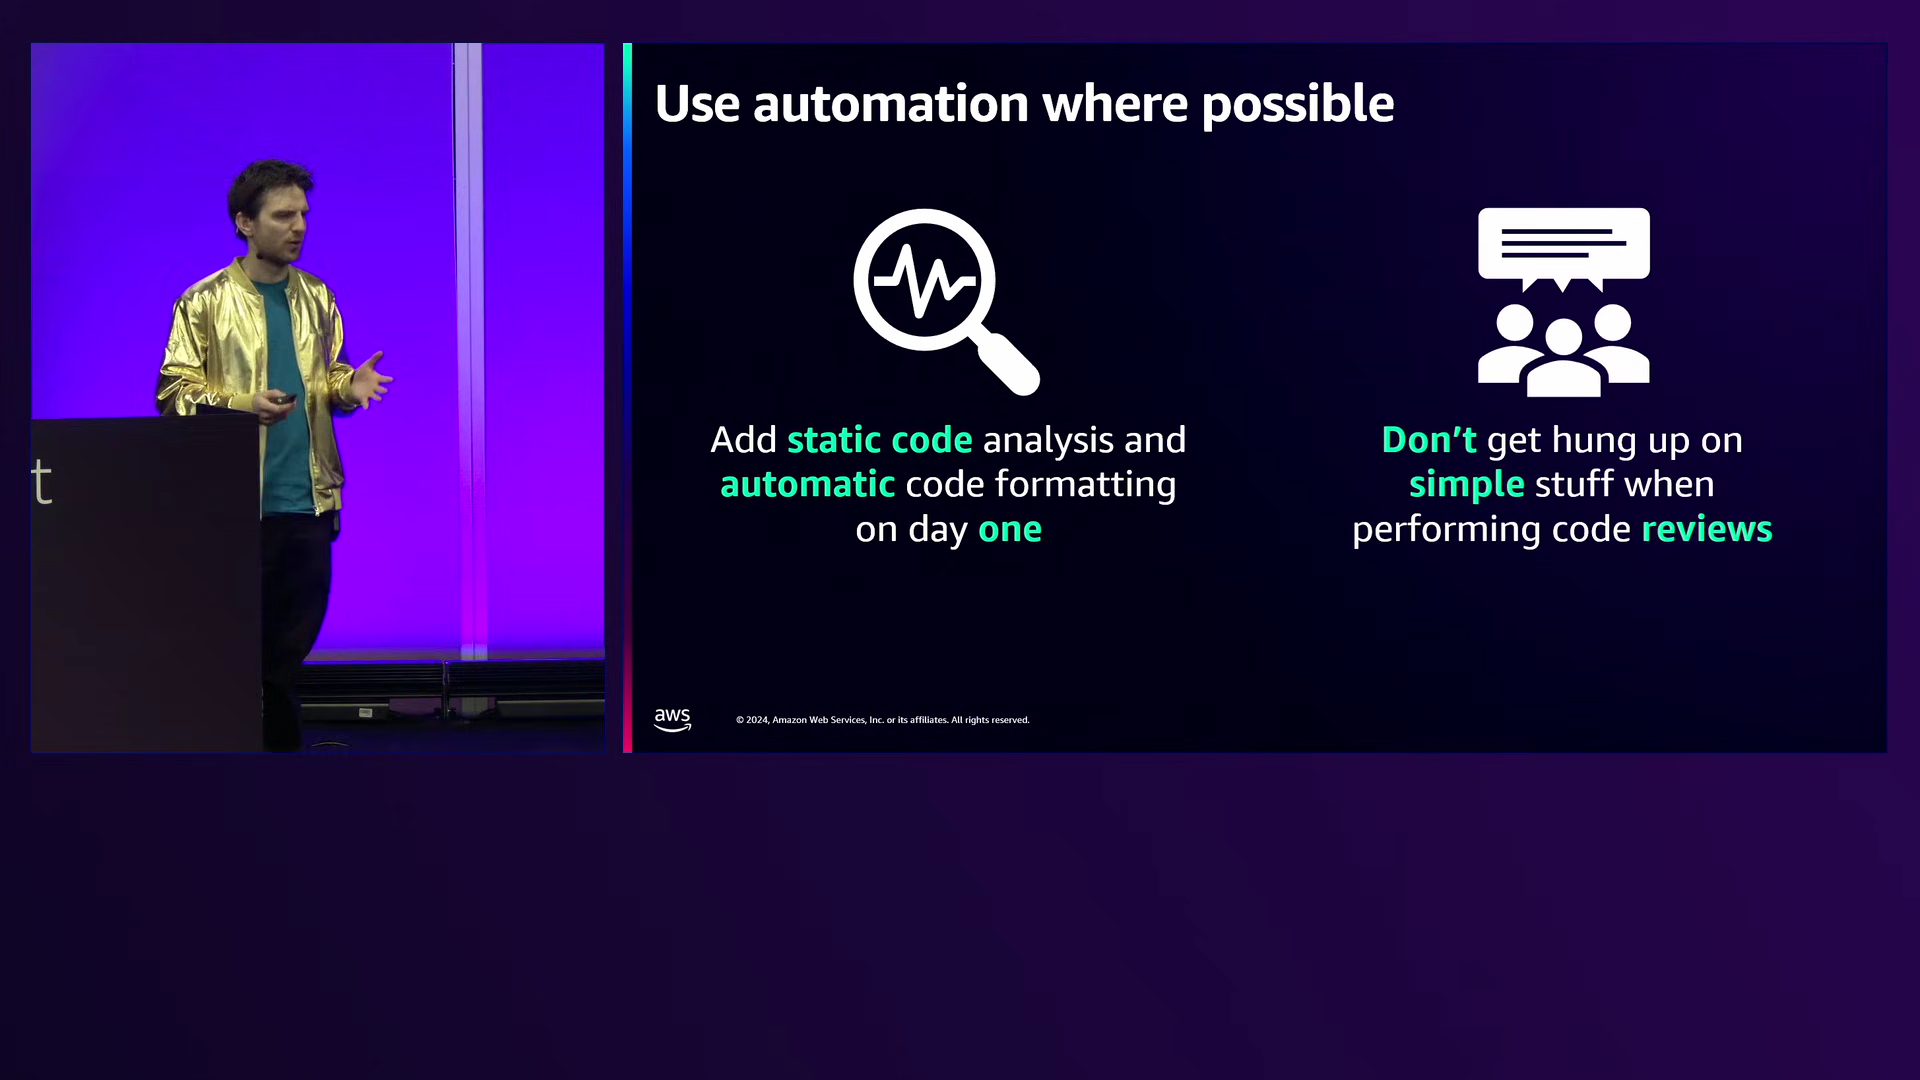 t
Use automation where possible
Add static code analysis and
automatic code formatting
on day one
Don’t get hung up on
simple stuff when
performing code reviews
aws
© 2024, Amazon Web Services, Inc. or its affiliates. All rights reserved.